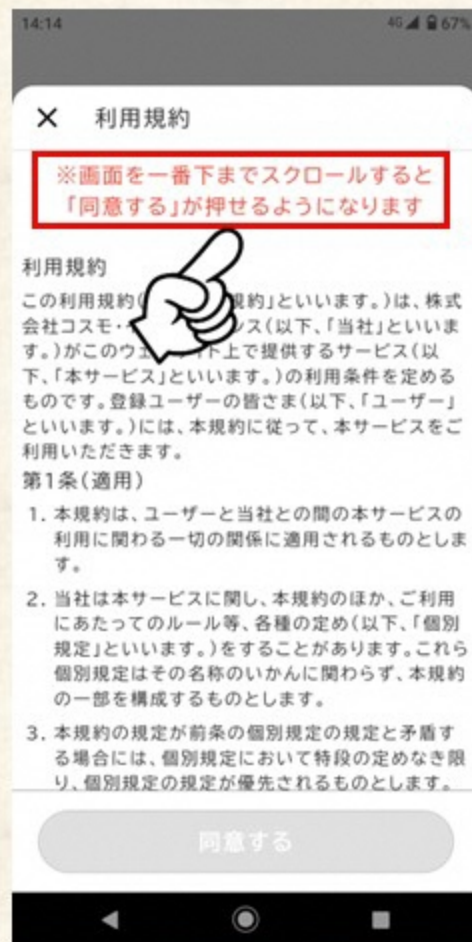 14:14 4G 67%
利用規約
※画面を一番下までスクロールすると
「同意する」が押せるようになります
利用規約
この利用規約( 規約」といいます。)は、株式
会社コスモ・ ス(以下、「当社」といいま
す。)がこのウェ ト上で提供するサービス(以
下、「本サービス」といいます。)の利用条件を定める
ものです。登録ユーザーの皆さま(以下、「ユーザー」
といいます。)には、本規約に従って、本サービスをご
利用いただきます。
第1条(適用)
1. 本規約は、ユーザーと当社との間の本サービスの
利用に関わる一切の関係に適用されるものとしま
す。
2. 当社は本サービスに関し、本規約のほか、ご利用
にあたってのルール等、各種の定め(以下、「個別
規定」といいます。)をすることがあります。これら
個別規定はその名称のいかんに関わらず、本規約
の一部を構成するものとします。
3. 本規約の規定が前条の個別規定の規定と矛盾す
る場合には、個別規定において特段の定めなき限
り、個別規定の規定が優先されるものとします。
同意する